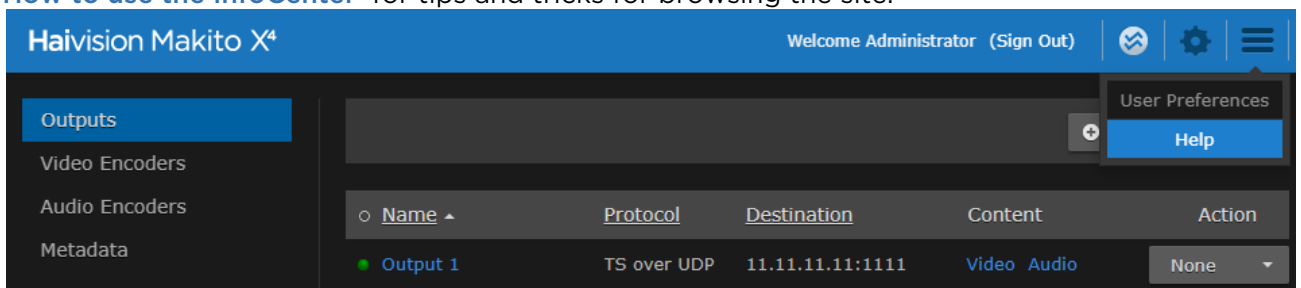 How to use the InfoCenter for tips and tricks for browsing the site.
Haivision Makito X⁴ Welcome Administrator (Sign Out)
User Preferences
Help
Outputs
Video Encoders
Audio Encoders
Metadata
Name Protocol Destination Content Action
Output 1 TS over UDP 11.11.11.11:1111 Video Audio None